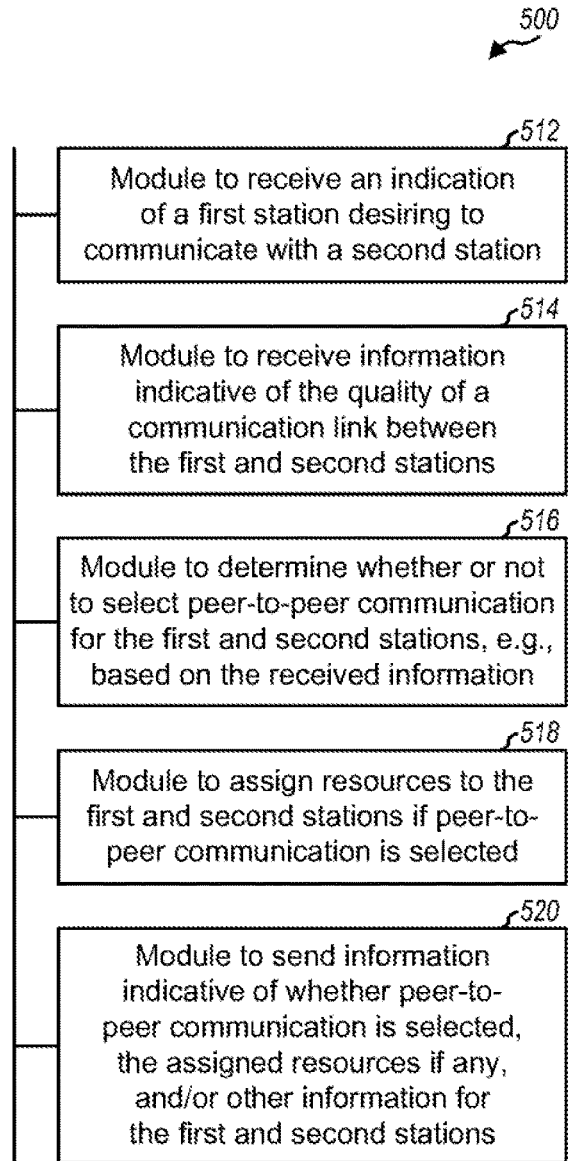 500
512
Module to receive an indication
of a first station desiring to
communicate with a second station
514
Module to receive information
indicative of the quality of a
communication link between
the first and second stations
516
Module to determine whether or not
to select peer-to-peer communication
for the first and second stations, e.g.,
based on the received information
518
Module to assign resources to the
first and second stations if peer-to-
peer communication is selected
520
Module to send information
indicative of whether peer-to-
peer communication is selected,
the assigned resources if any,
and/or other information for
the first and second stations